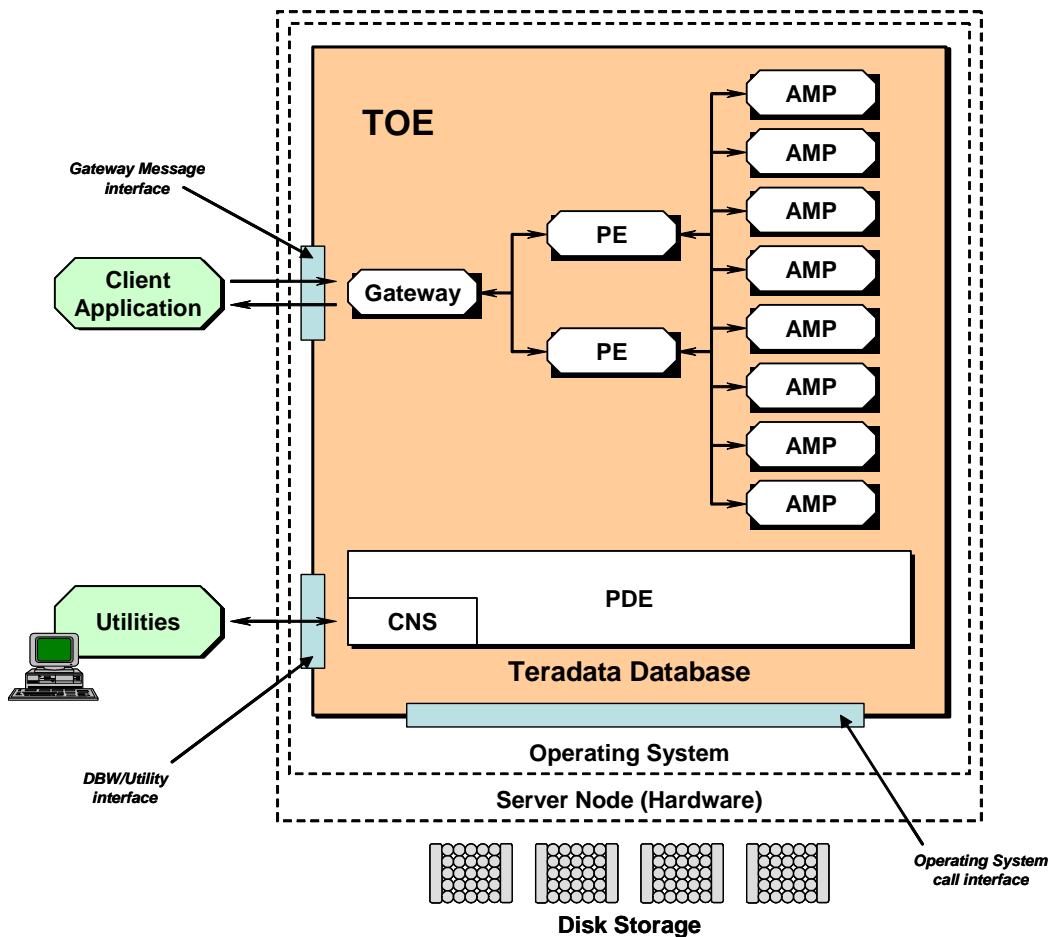 TOE
AMP
AMP
AMP
AMP
AMP
AMP
AMP
AMP
Gateway Message
interface
PE
PE
Client
Application
Gateway
PDE
CNS
Utilities
Teradata Database
Operating System
DBW/Utility
interface
Server Node (Hardware)
Operating System
call interface
Disk Storage